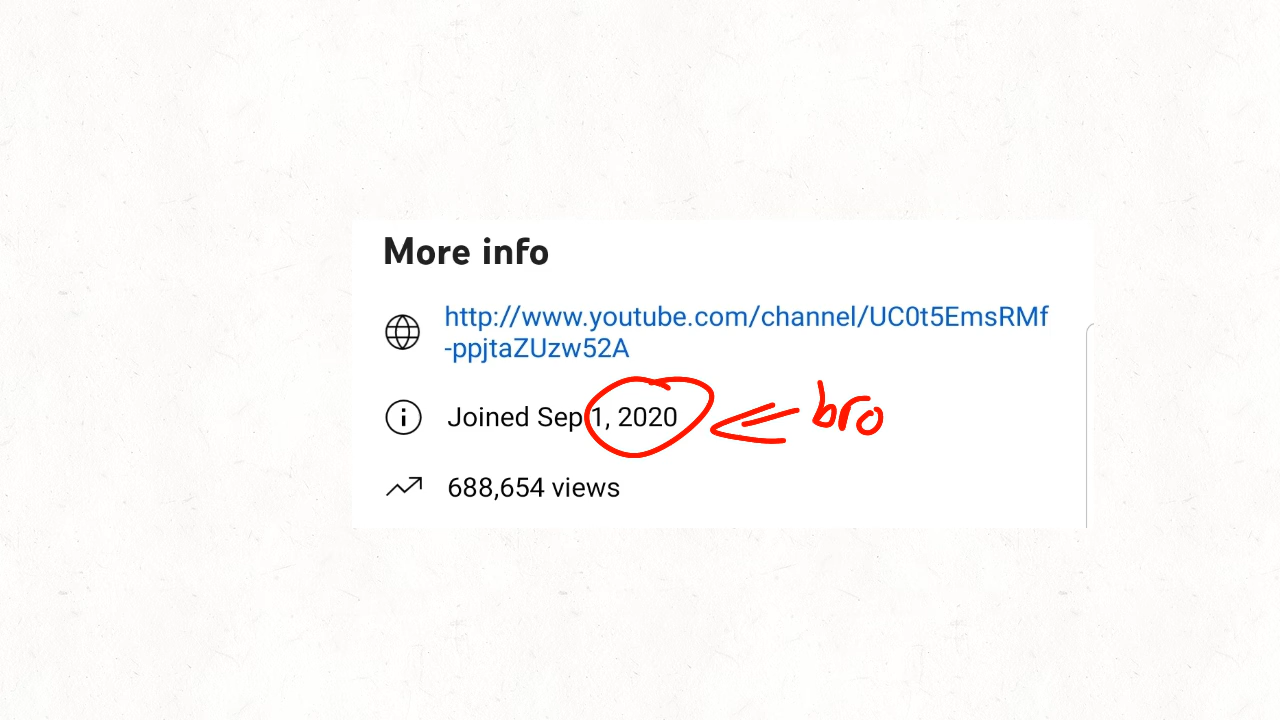 More info
http://www.youtube.com/channel/UC0t5EmsRMf
-ppjtaZUzw52A
Joined Sep 1, 2020 bro
688,654 views